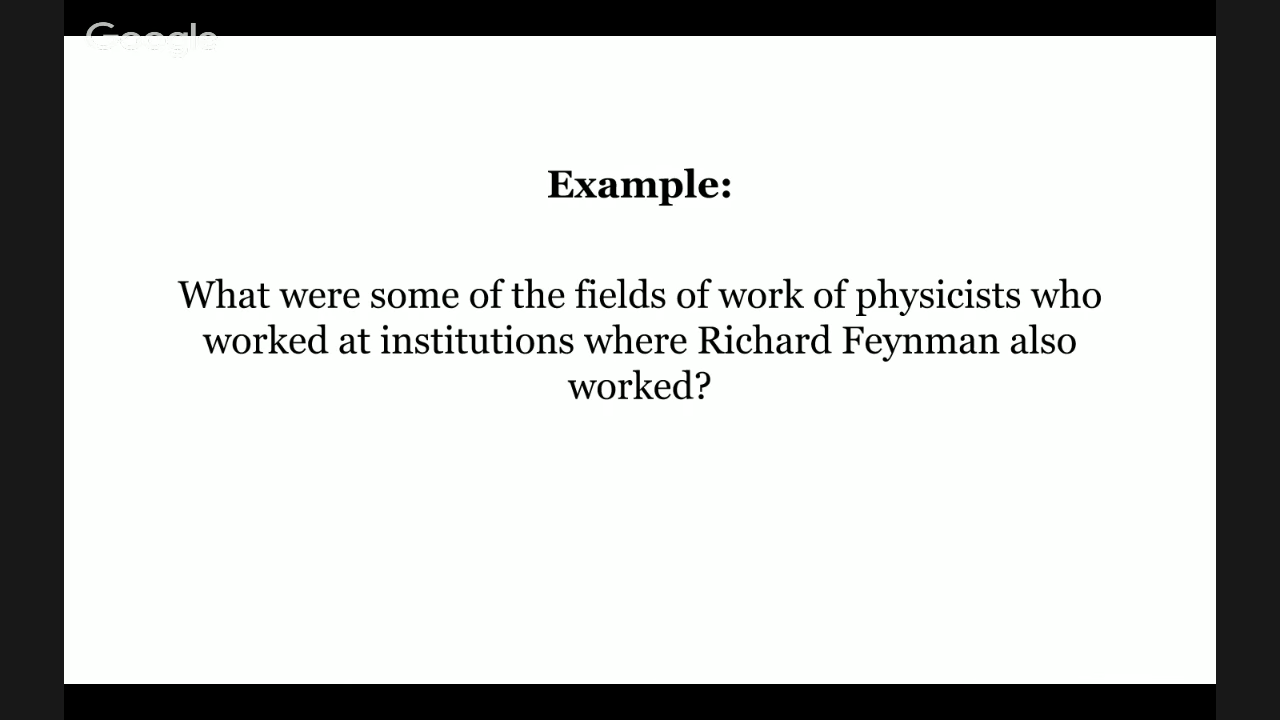 Google
Example:
What were some of the fields of work of physicists who
worked at institutions where Richard Feynman also
worked?